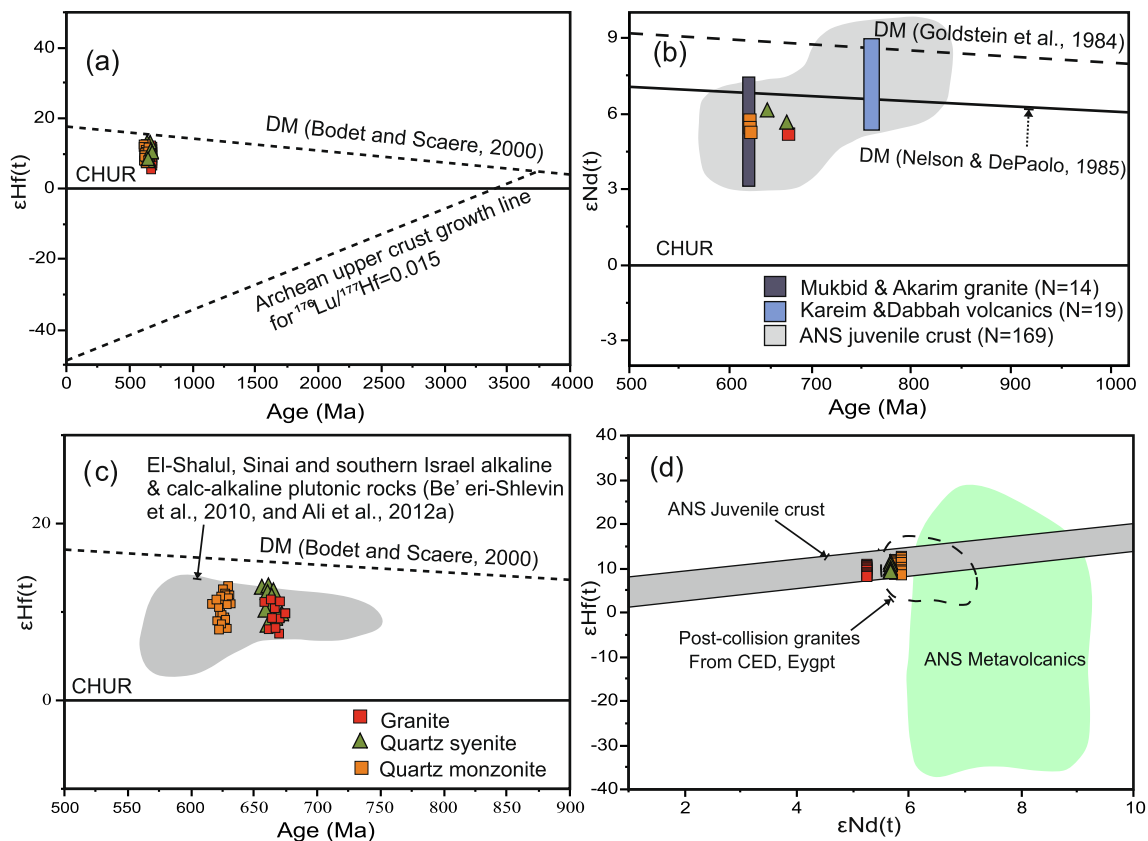 (a)
40
20
0
-20
-40
εHf(t)
DM (Bodet and Scaere, 2000)
CHUR
Archean upper crust growth line
for ¹⁷⁶Lu/¹⁷⁷Hf=0.015
0 500 1000 1500 2000 2500 3000 3500 4000
Age (Ma)
(b)
9
6
3
0
-3
εNd(t)
DM (Goldstein et al., 1984)
DM (Nelson & DePaolo, 1985)
CHUR
Mukbid & Akarim granite (N=14)
Kareim &Dabbah volcanics (N=19)
ANS juvenile crust (N=169)
500 600 700 800 900 1000
Age (Ma)
(c)
20
0
εHf(t)
El-Shalul, Sinai and southern Israel alkaline
& calc-alkaline plutonic rocks (Be' eri-Shlevin
et al., 2010, and Ali et al., 2012a)
DM (Bodet and Scaere, 2000)
CHUR
Granite
Quartz syenite
Quartz monzonite
500 550 600 650 700 750 800 850 900
Age (Ma)
(d)
40
30
20
10
0
-10
-20
-30
-40
εHf(t)
ANS Juvenile crust
Post-collision granites
From CED, Eygpt
ANS Metavolcanics
2 4 6 8 10
εNd(t)